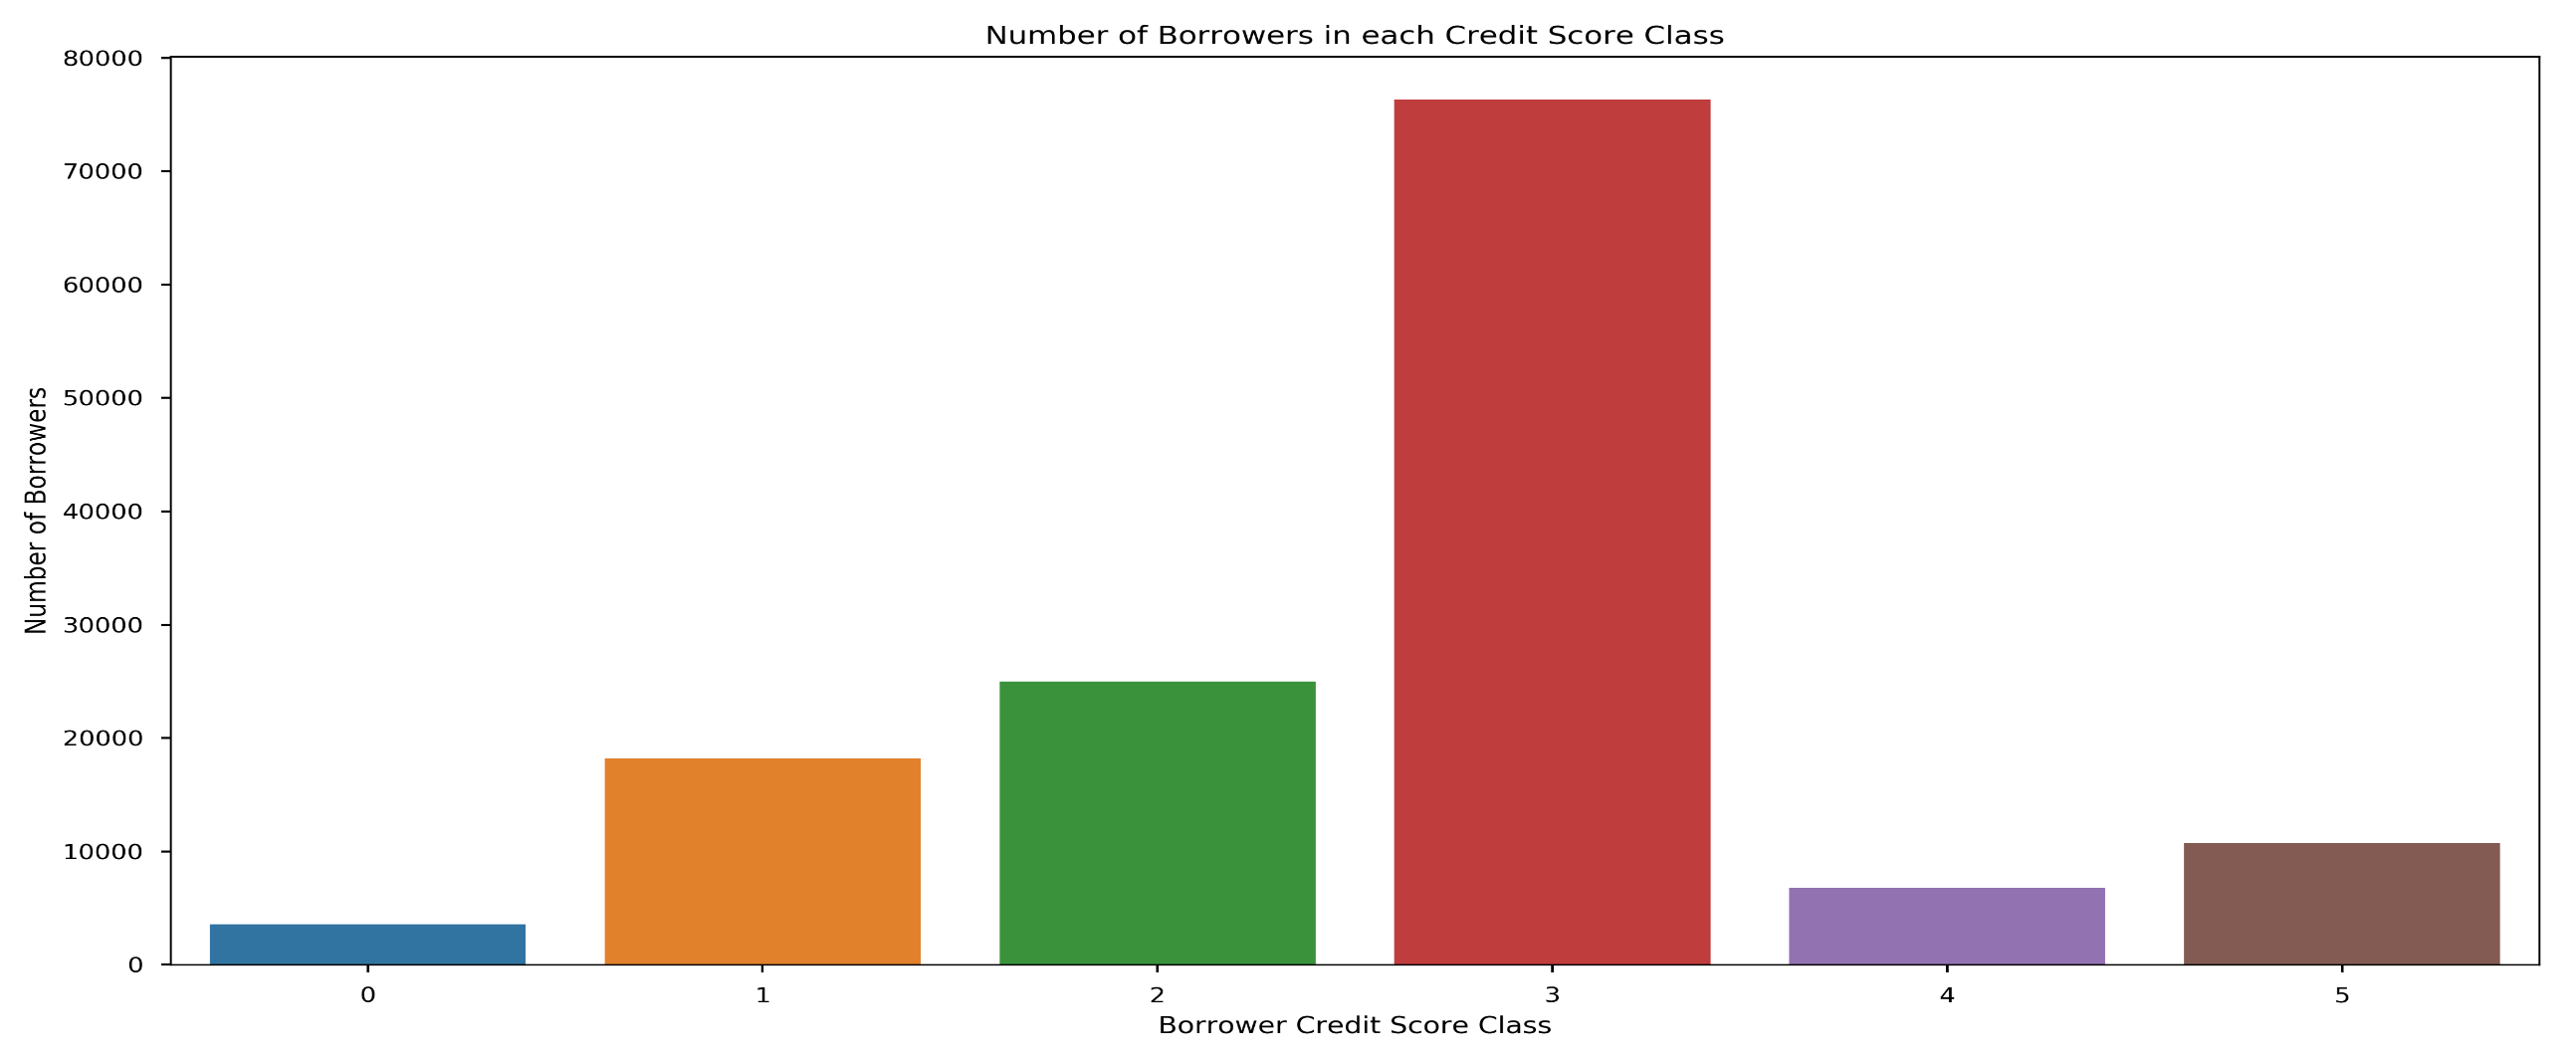 Number of Borrowers in each Credit Score Class
80000
70000
60000
50000
40000
30000
20000
10000
0
Number of Borrowers
0 1 2 3 4 5
Borrower Credit Score Class